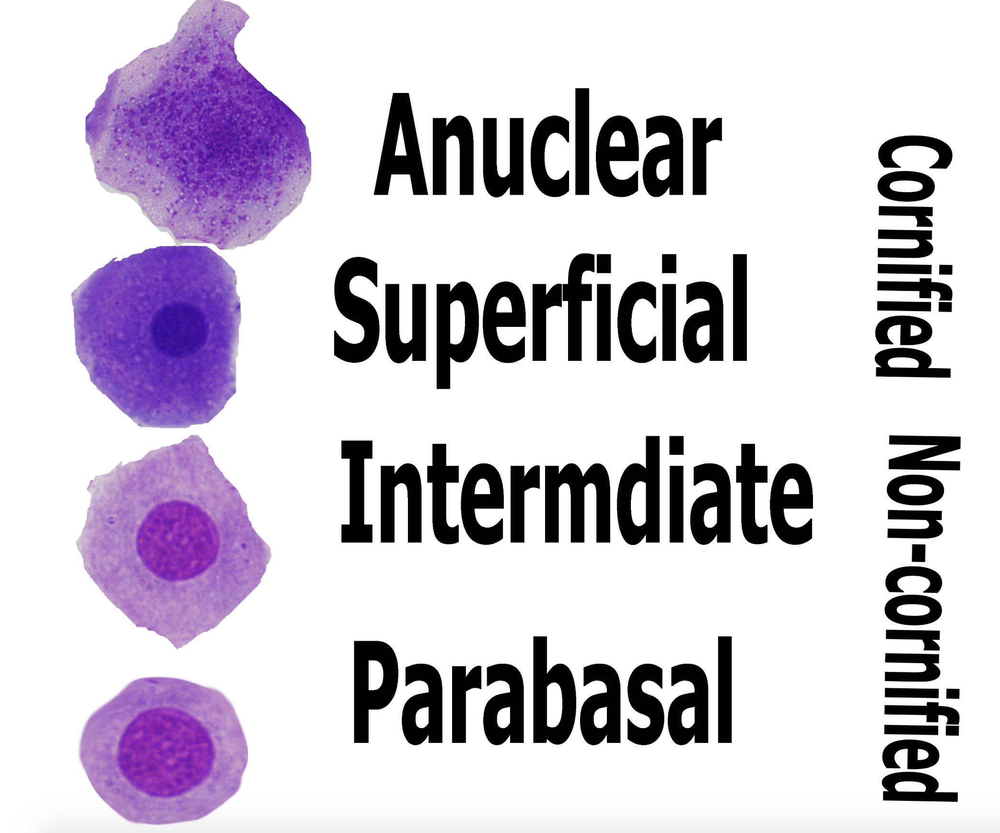 Anuclear
Superficial
Intermdiate
Parabasal
Cornified
Non-cornified